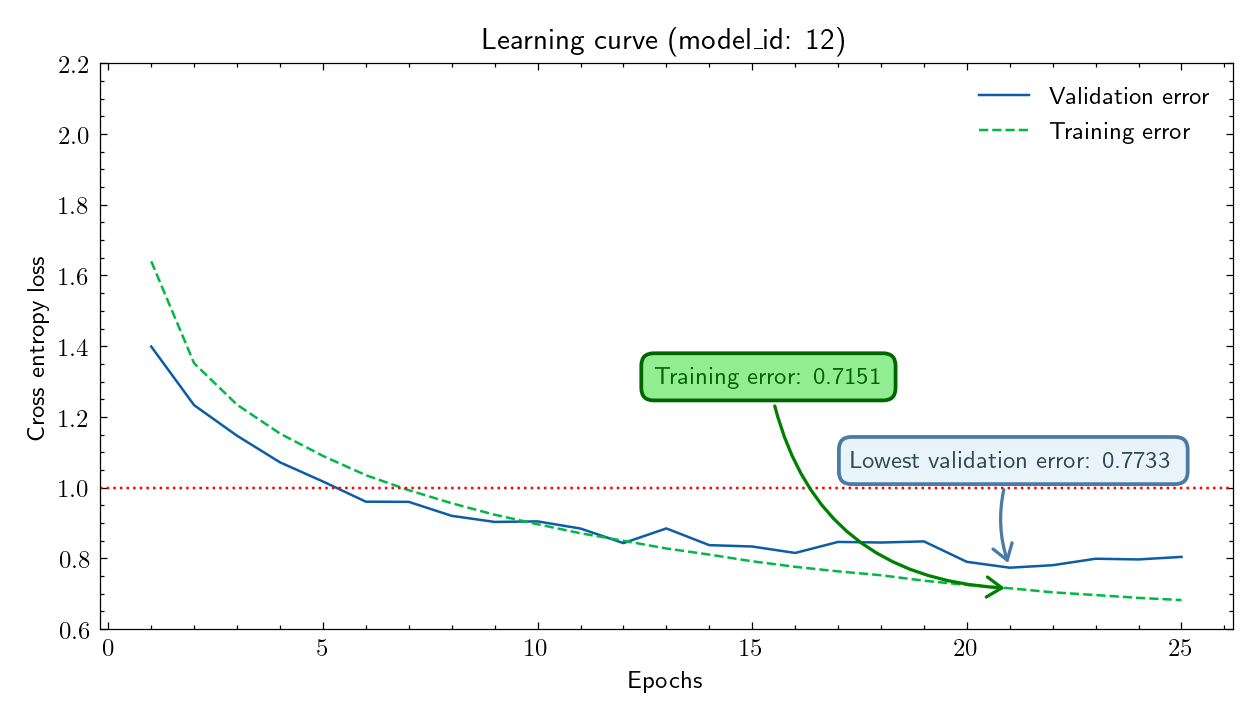 Learning curve (model_id: 12)
2.2
2.0
1.8
1.6
1.4
1.2
1.0
0.8
0.6
Cross entropy loss
Validation error
Training error
Training error: 0.7151
Lowest validation error: 0.7733
0 5 10 15 20 25
Epochs